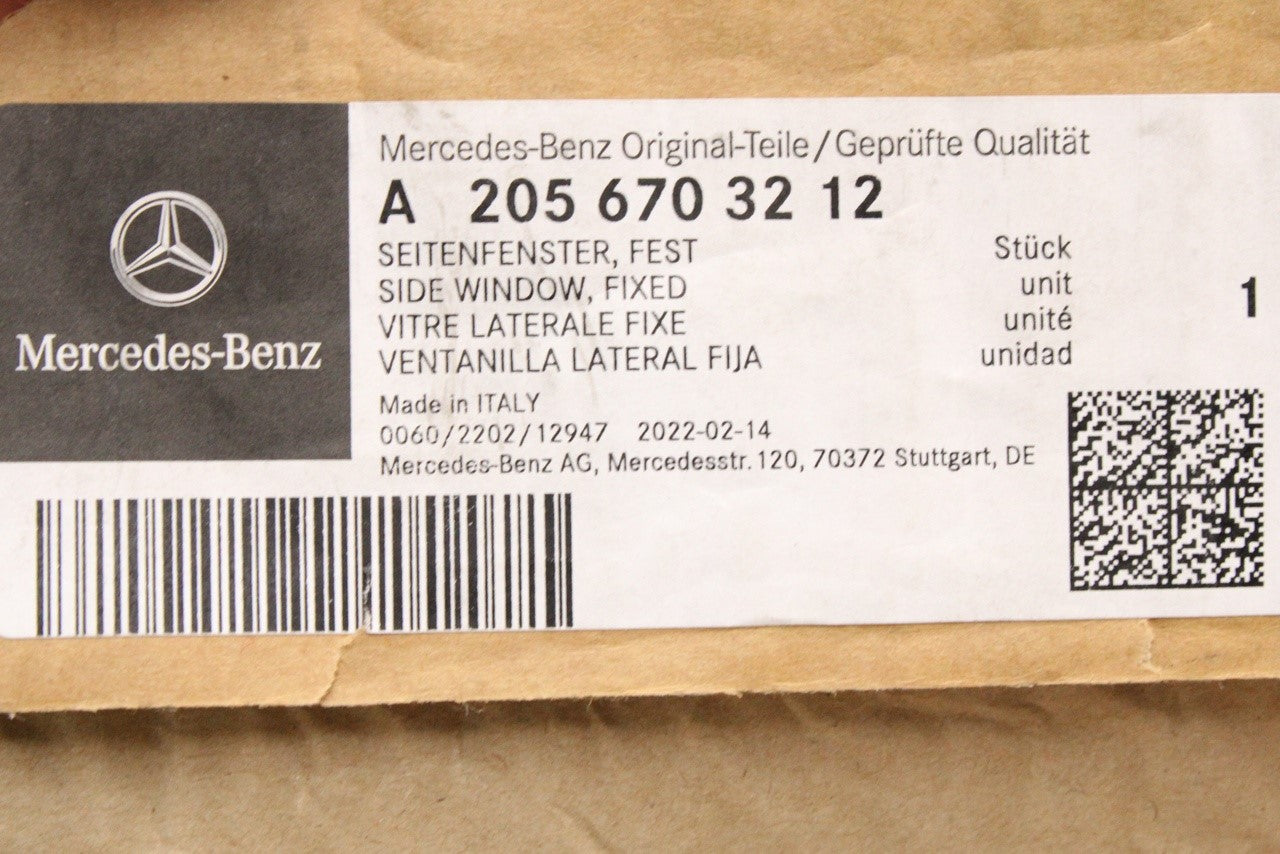 Mercedes-Benz
Mercedes-Benz Original-Teile/Geprüfte Qualität
A 205 670 32 12
SEITENFENSTER, FEST Stück
SIDE WINDOW, FIXED unit
VITRE LATERALE FIXE unité
VENTANILLA LATERAL FIJA unidad
1
Made in ITALY
0060/2202/12947 2022-02-14
Mercedes-Benz AG, Mercedesstr. 120, 70372 Stuttgart, DE